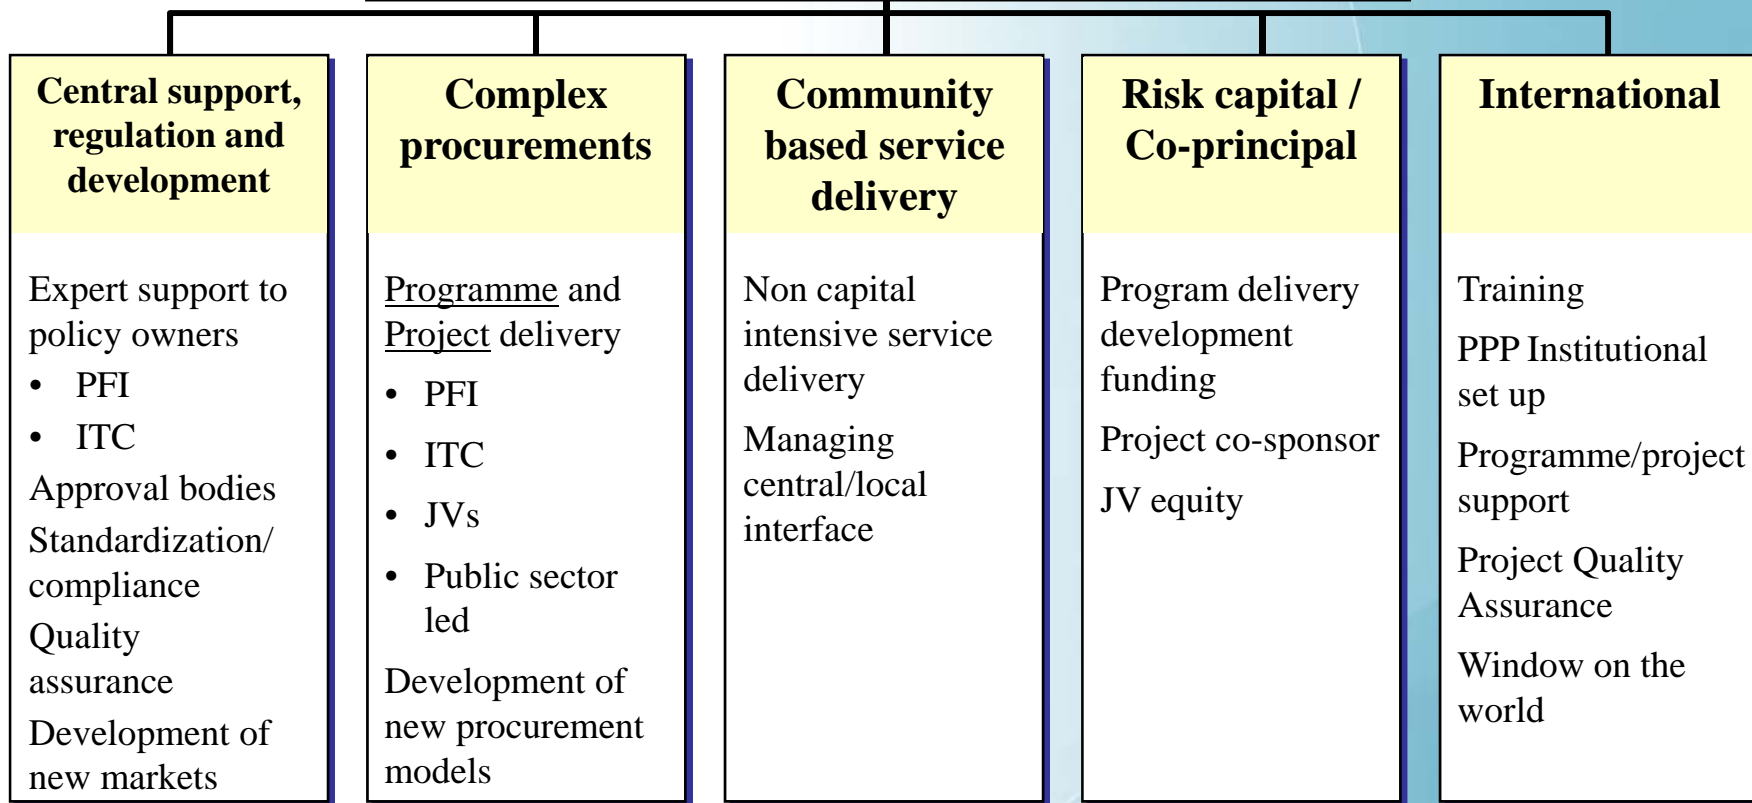 Central support,
regulation and
development
Expert support to
policy owners
• PFI
• ITC
Approval bodies
Standardization/
compliance
Quality
assurance
Development of
new markets
Complex
procurements
Programme and
Project delivery
• PFI
• ITC
• JVs
• Public sector
led
Development of
new procurement
models
Community
based service
delivery
Non capital
intensive service
delivery
Managing
central/local
interface
Risk capital /
Co-principal
Program delivery
development
funding
Project co-sponsor
JV equity
International
Training
PPP Institutional
set up
Programme/project
support
Project Quality
Assurance
Window on the
world